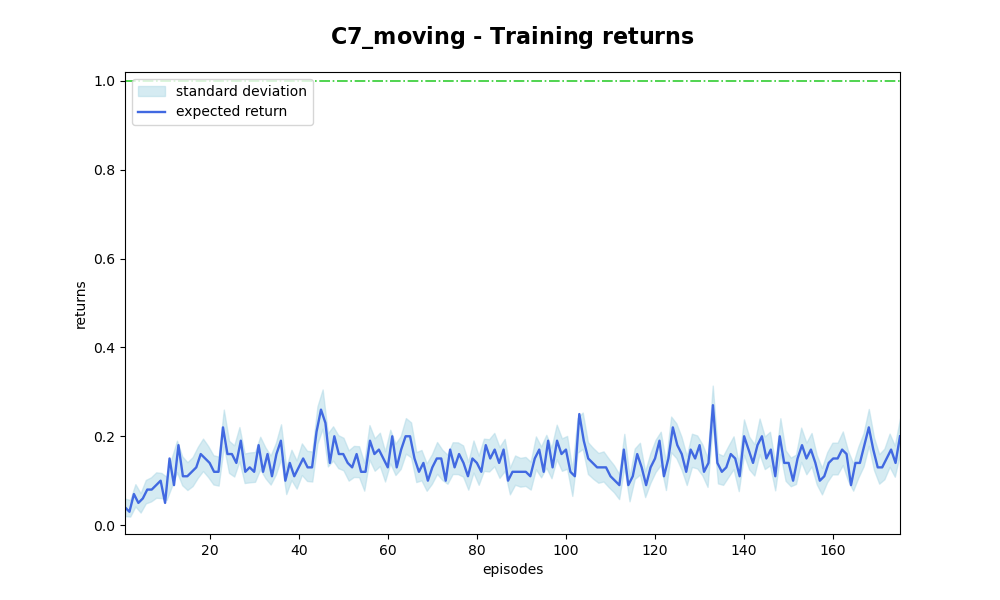 C7_moving - Training returns
standard deviation
expected return
1.0
0.8
0.6
0.4
0.2
0.0
returns
20 40 60 80 100 120 140 160
episodes